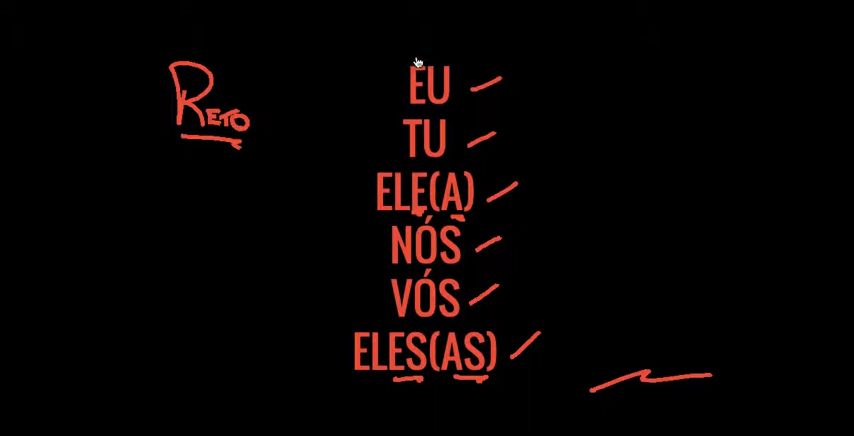 RETO
EU
TU
ELE(A)
NÓS
VÓS
ELES(AS)